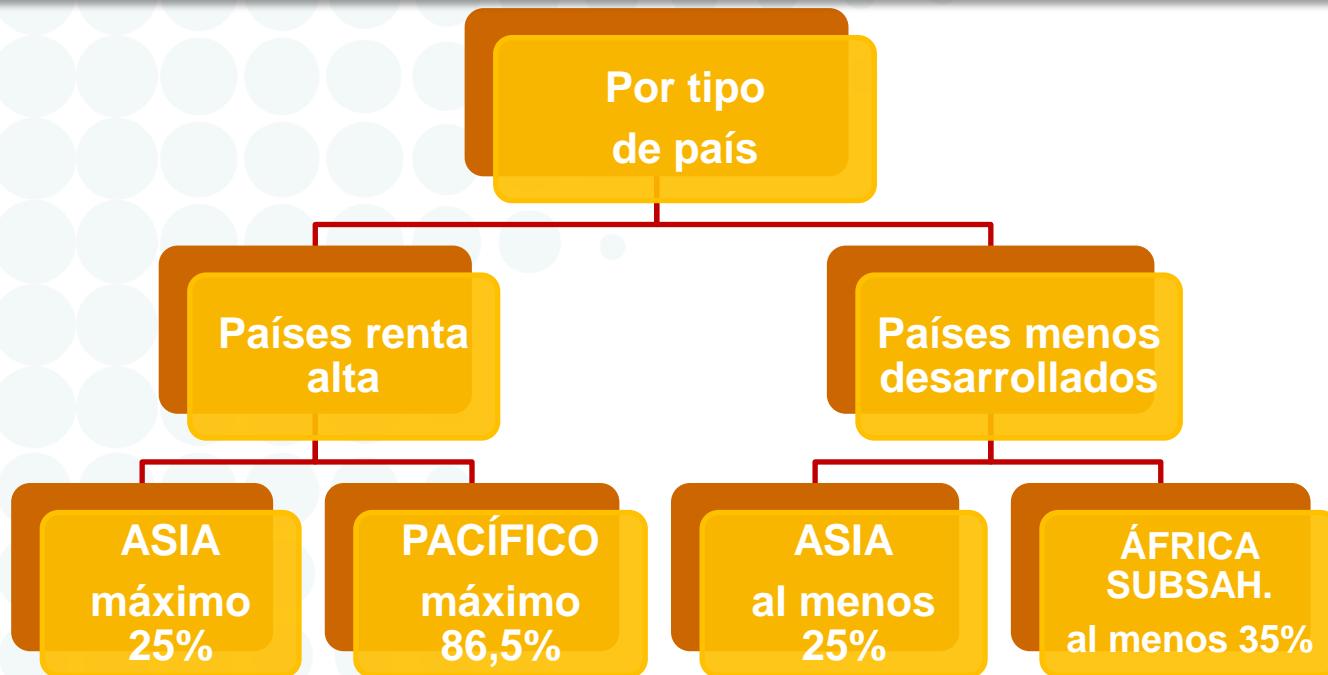 Por tipo
de país
Países renta
alta
Países menos
desarrollados
ASIA
máximo
25%
PACÍFICO
máximo
86,5%
ASIA
al menos
25%
ÁFRICA
SUBSAH.
al menos 35%